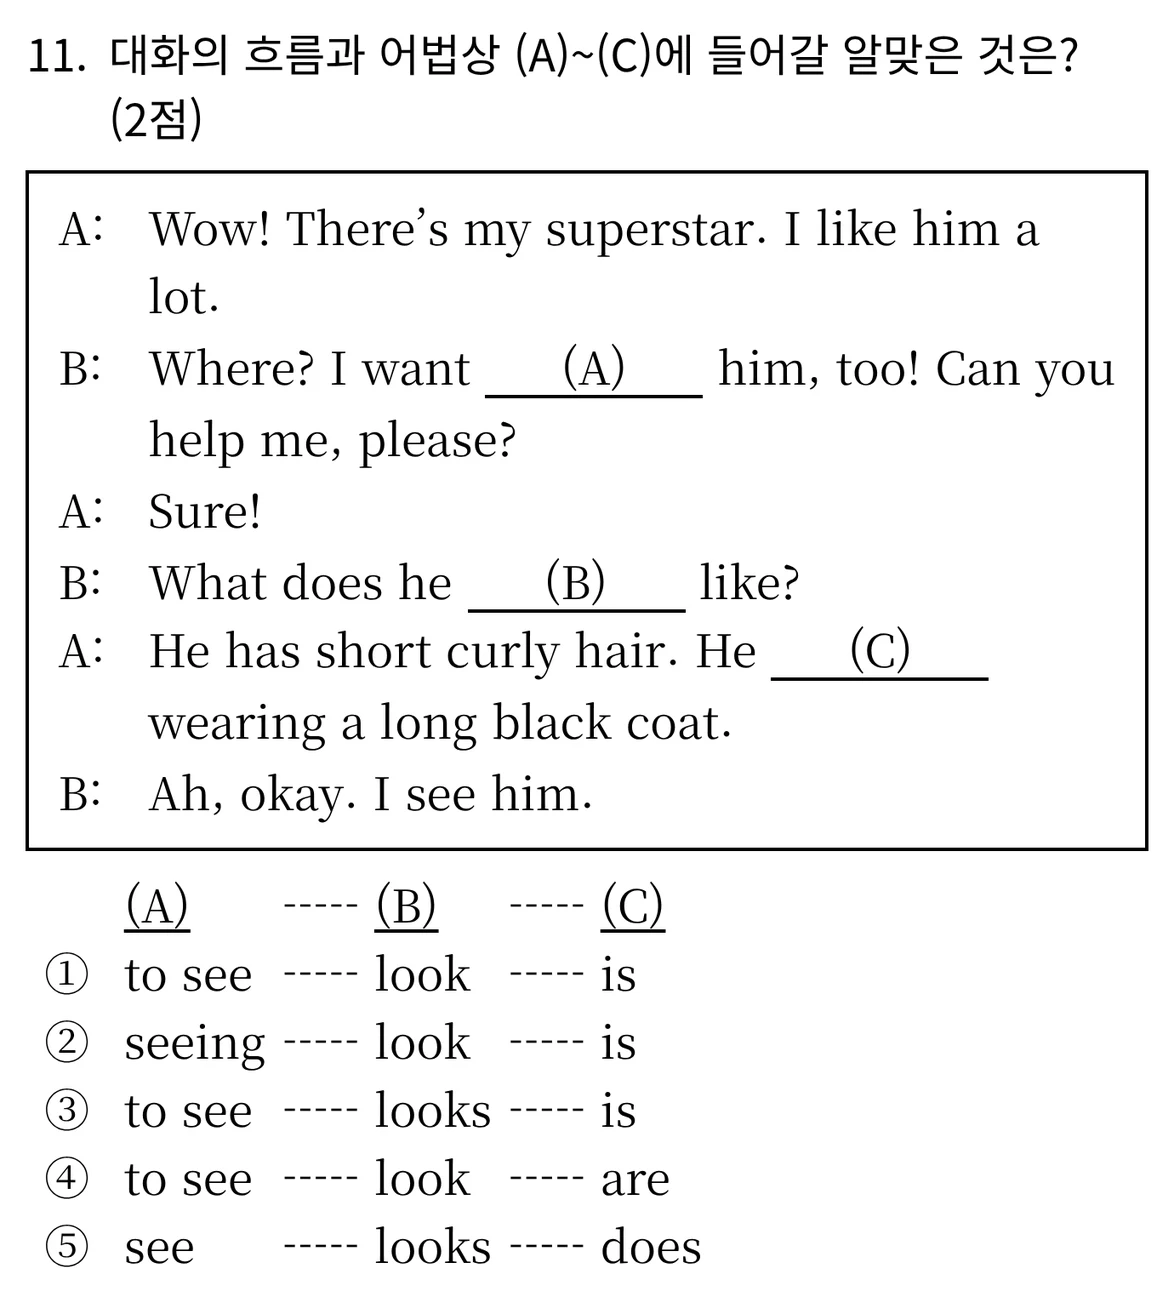 11. 대화의 흐름과 어법상 (A)~(C)에 들어갈 알맞은 것은?
(2점)
A: Wow! There’s my superstar. I like him a
lot.
B: Where? I want (A) him, too! Can you
help me, please?
A: Sure!
B: What does he (B) like?
A: He has short curly hair. He (C)
wearing a long black coat.
B: Ah, okay. I see him.
(A) ----- (B) ----- (C)
① to see ----- look ----- is
② seeing ----- look ----- is
③ to see ----- looks ----- is
④ to see ----- look ----- are
⑤ see ----- looks ----- does